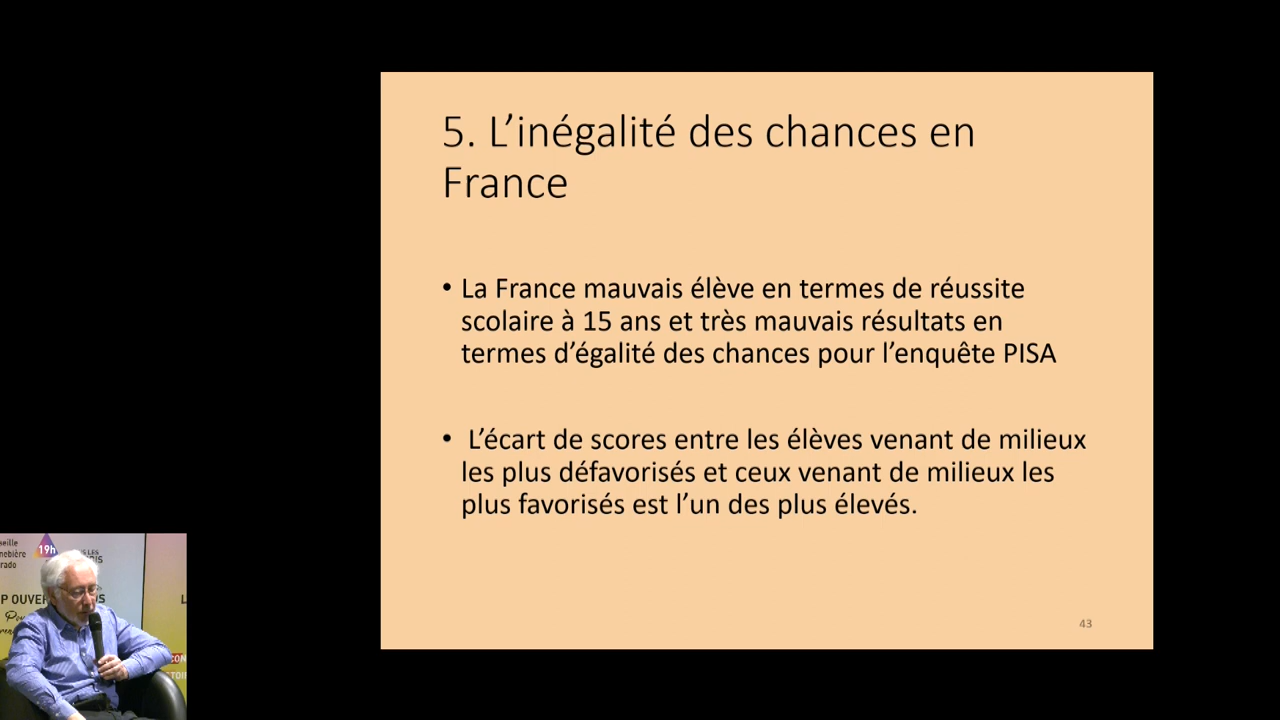 5. L’inégalité des chances en
France
• La France mauvais élève en termes de réussite
scolaire à 15 ans et très mauvais résultats en
termes d’égalité des chances pour l’enquête PISA
• L’écart de scores entre les élèves venant de milieux
les plus défavorisés et ceux venant de milieux les
plus favorisés est l’un des plus élevés.
43
19h